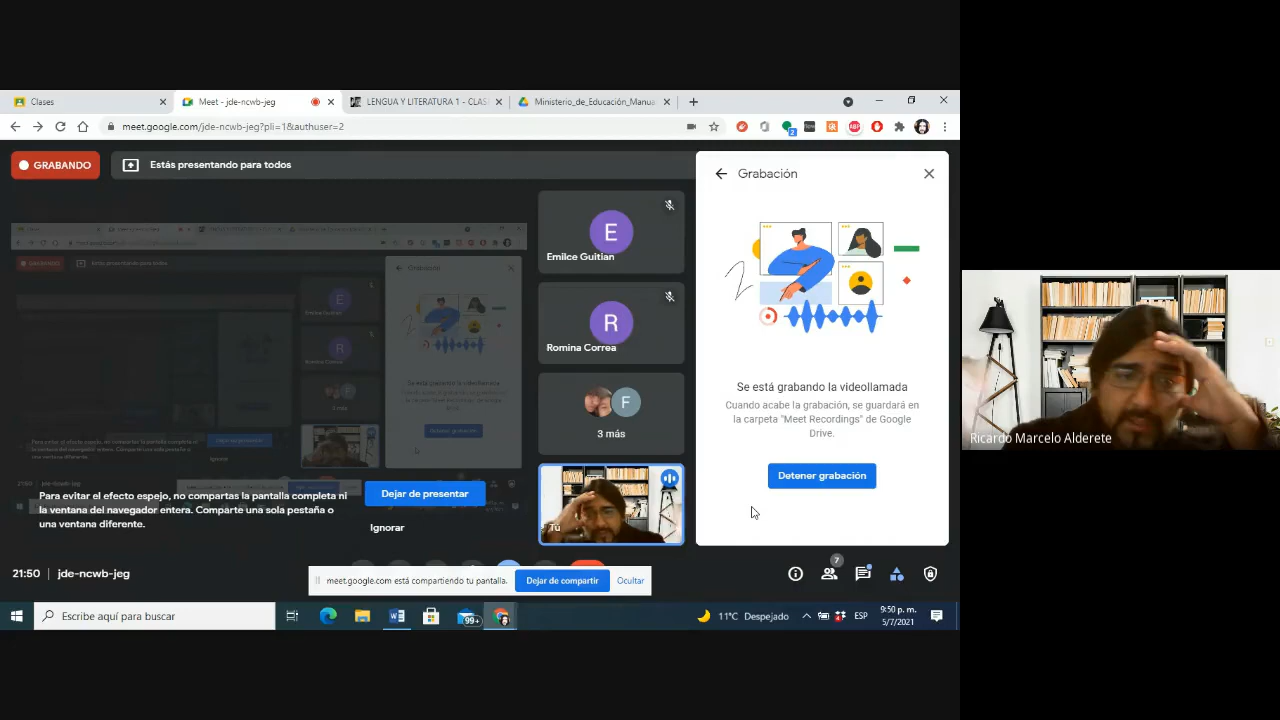 Clases
Meet - jde-ncwb-jeg
LENGUA Y LITERATURA 1 - CLAS
Ministerio_de_Educación_Manua
meet.google.com/jde-ncwb-jeg?pli=1&authuser=2
GRABANDO
Estás presentando para todos
Grabación
E
Emilce Guitian
R
Romina Correa
F
3 más
Tú
Se está grabando la videollamada
Cuando acabe la grabación, se guardará en
la carpeta "Meet Recordings" de Google
Drive.
Detener grabación
Para evitar el efecto espejo, no compartas la pantalla completa ni
la ventana del navegador entera. Comparte una sola pestaña o
una ventana diferente.
Dejar de presentar
Ignorar
21:50 | jde-ncwb-jeg
7
meet.google.com está compartiendo tu pantalla.
Dejar de compartir
Ocultar
Escribe aquí para buscar
99+
11°C Despejado
ESP
9:50 p. m.
5/7/2021
Ricardo Marcelo Alderete